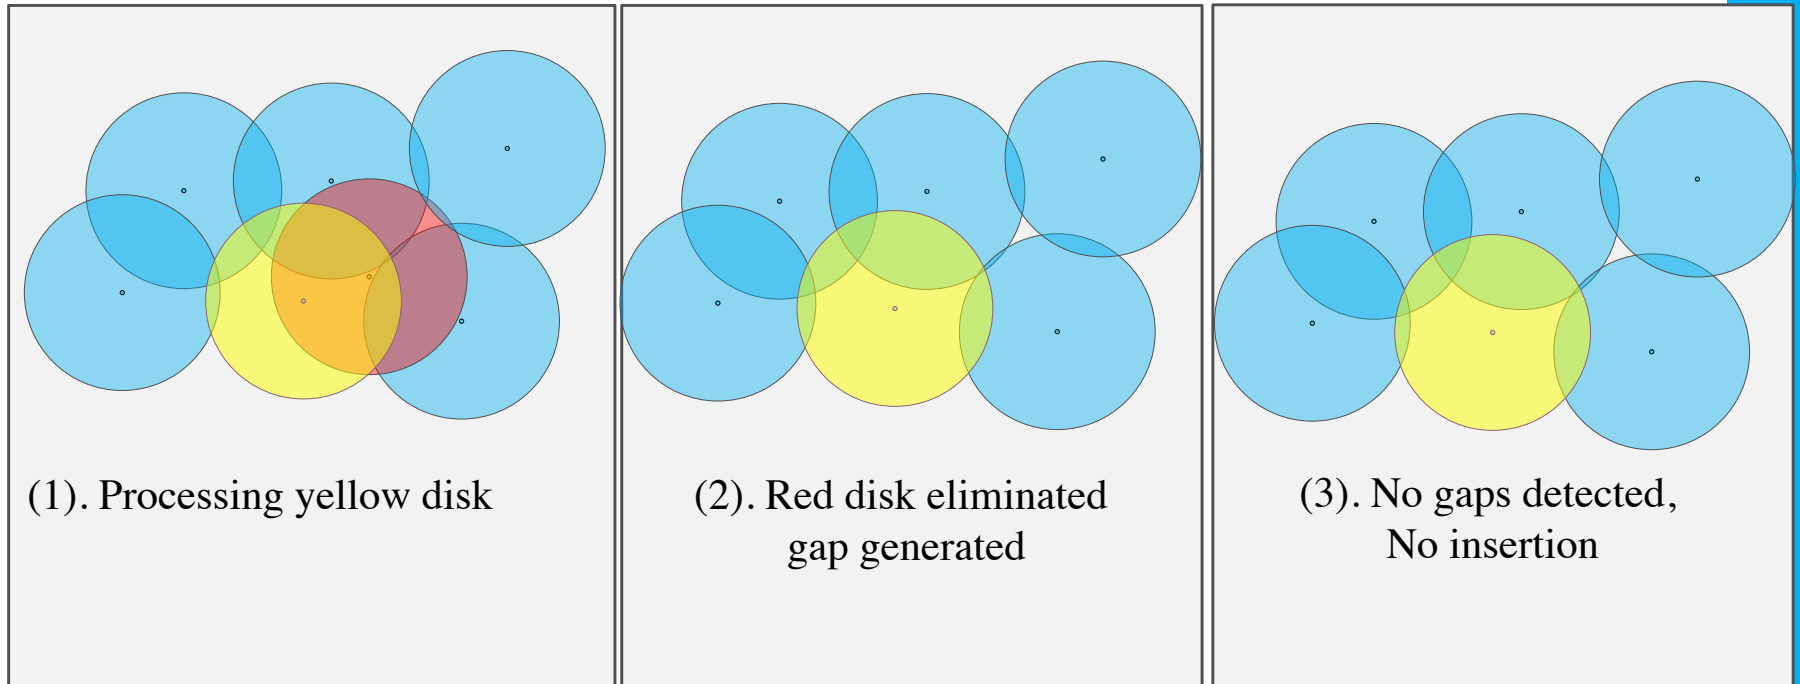 (1). Processing yellow disk
(2). Red disk eliminated
gap generated
(3). No gaps detected,
No insertion